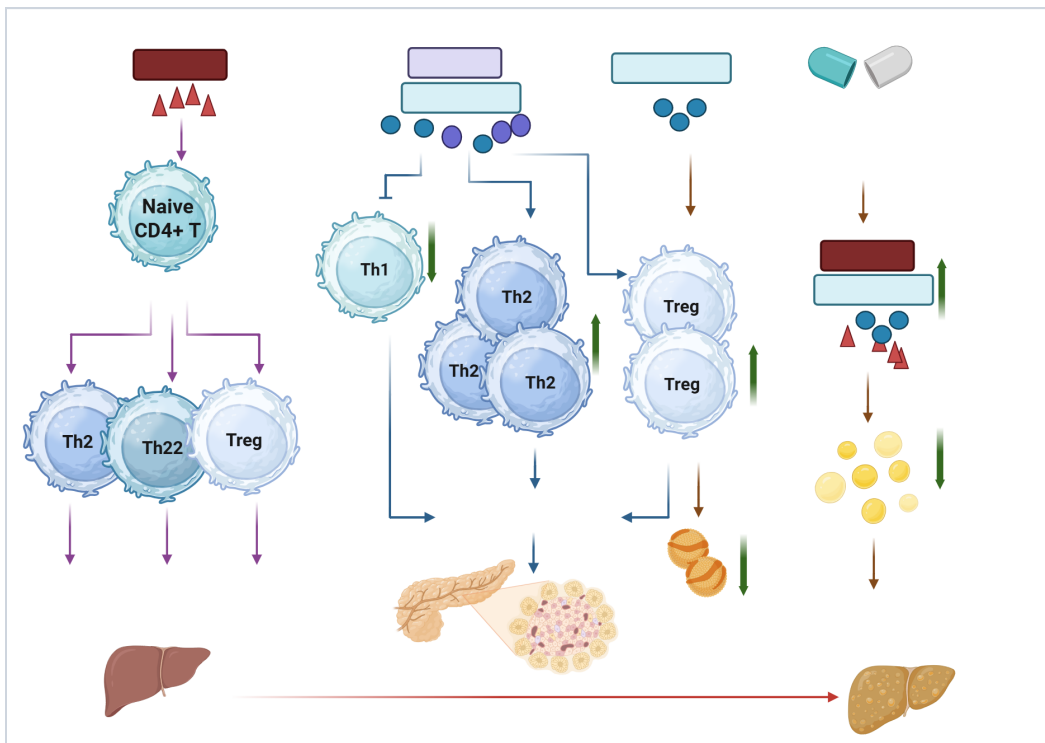 Naive
CD4+ T
Th1
Th2
Th2
Th2
Treg
Treg
Th2
Th22
Treg